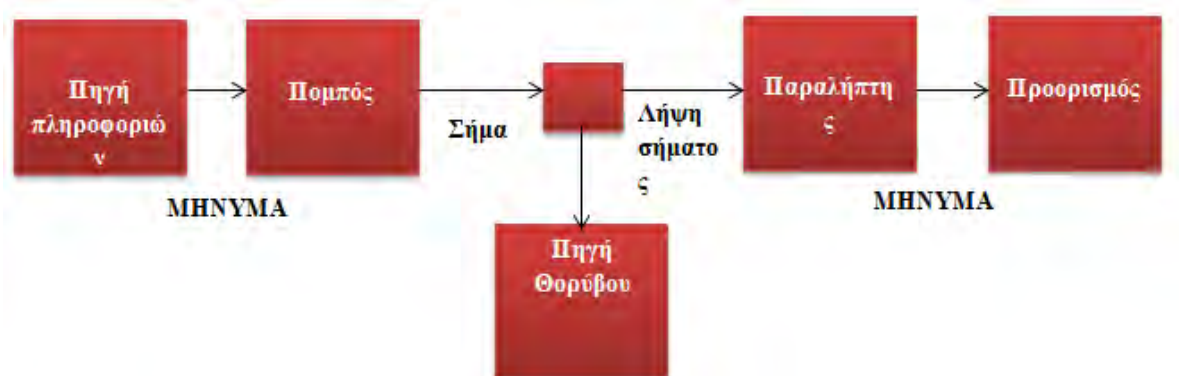 Πηγή
πληροφοριώ
ν
ΜΗΝΥΜΑ
Πομπός
Σήμα
Λήψη
σήματο
ς
Πηγή
Θορύβου
Παραλήπτη
ς
ΜΗΝΥΜΑ
Προορισμός